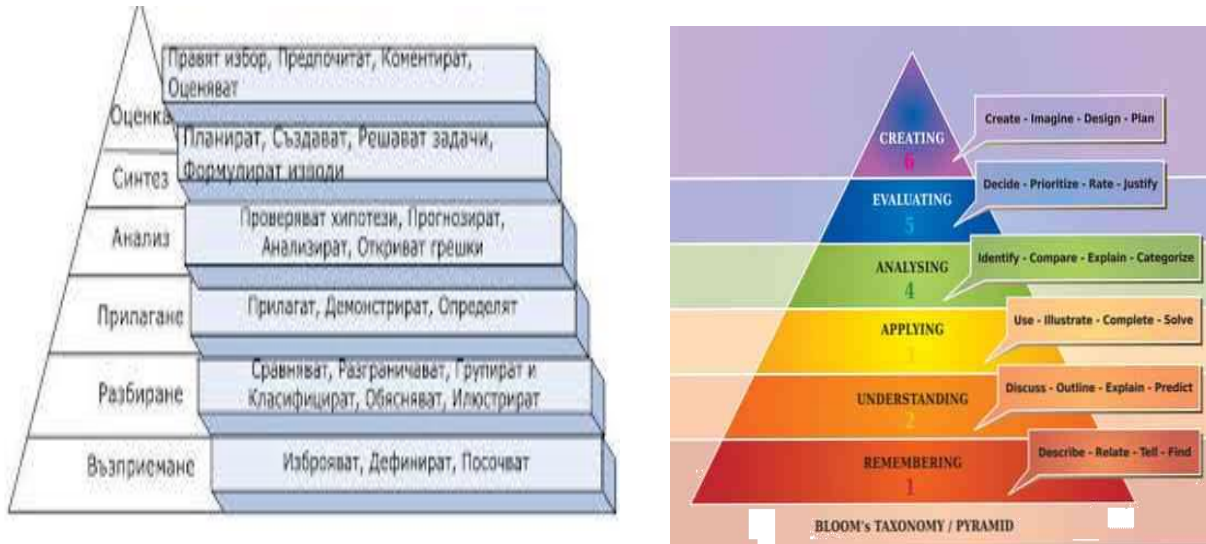 Правят избор, Предпочитат, Коментират,
Оценяват
Оценка
Планират, Създават, Решават задачи,
Формулират изводи
Синтез
Проверяват хипотези, Прогнозират,
Анализират, Откриват грешки
Анализ
Прилагат, Демонстрират, Определят
Прилагане
Сравняват, Разграничават, Групират и
Класифицират, Обясняват, Илюстрират
Разбиране
Изброяват, Дефинират, Посочват
Възприемане
CREATING
6
Create - Imagine - Design - Plan
EVALUATING
5
Decide - Prioritize - Rate - Justify
ANALYSING
4
Identify - Compare - Explain - Categorize
APPLYING
3
Use - Illustrate - Complete - Solve
UNDERSTANDING
2
Discuss - Outline - Explain - Predict
REMEMBERING
1
Describe - Relate - Tell - Find
BLOOM's TAXONOMY / PYRAMID